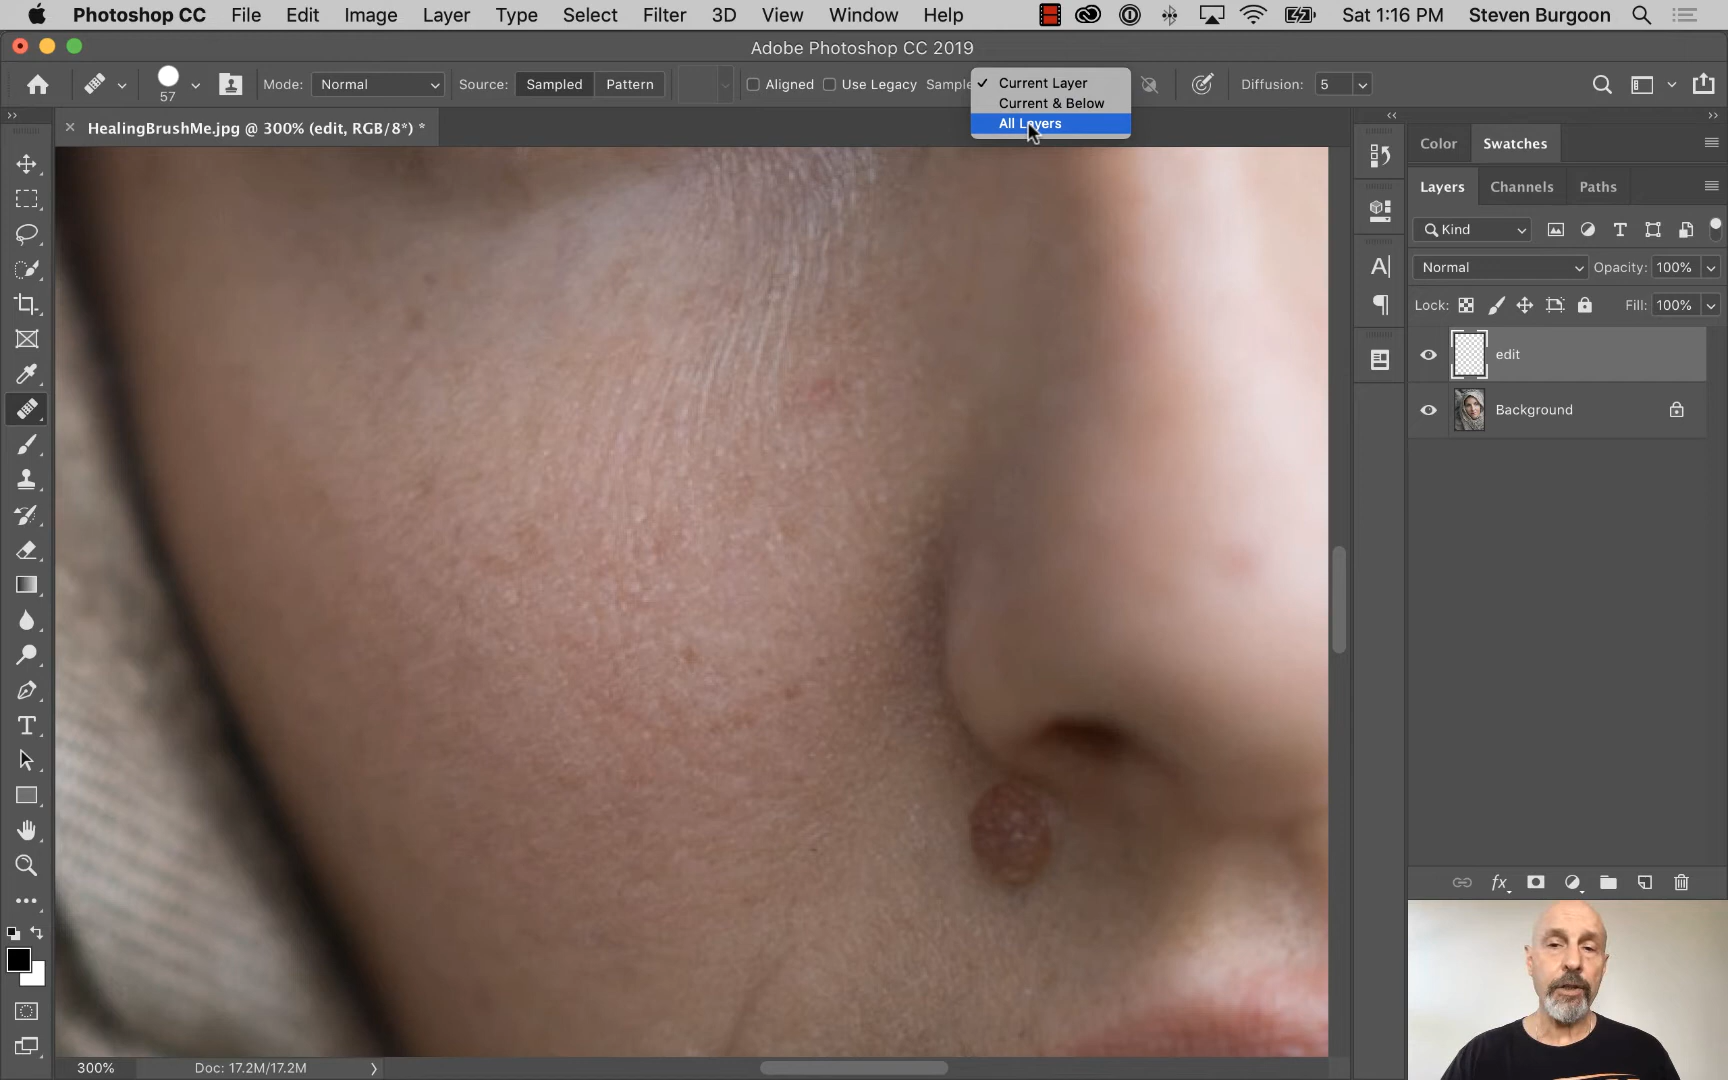 Photoshop CC File Edit Image Layer Type Select Filter 3D View Window Help Sat 1:16 PM Steven Burgoon
Adobe Photoshop CC 2019
57 Mode: Normal Source: Sampled Pattern Aligned Use Legacy Sample Diffusion: 5
✓ Current Layer
Current & Below
All Layers
HealingBrushMe.jpg @ 300% (edit, RGB/8*) *
Color Swatches
Layers Channels Paths
Kind
Normal Opacity: 100%
Lock: Fill: 100%
edit
Background
fx
300% Doc: 17.2M/17.2M